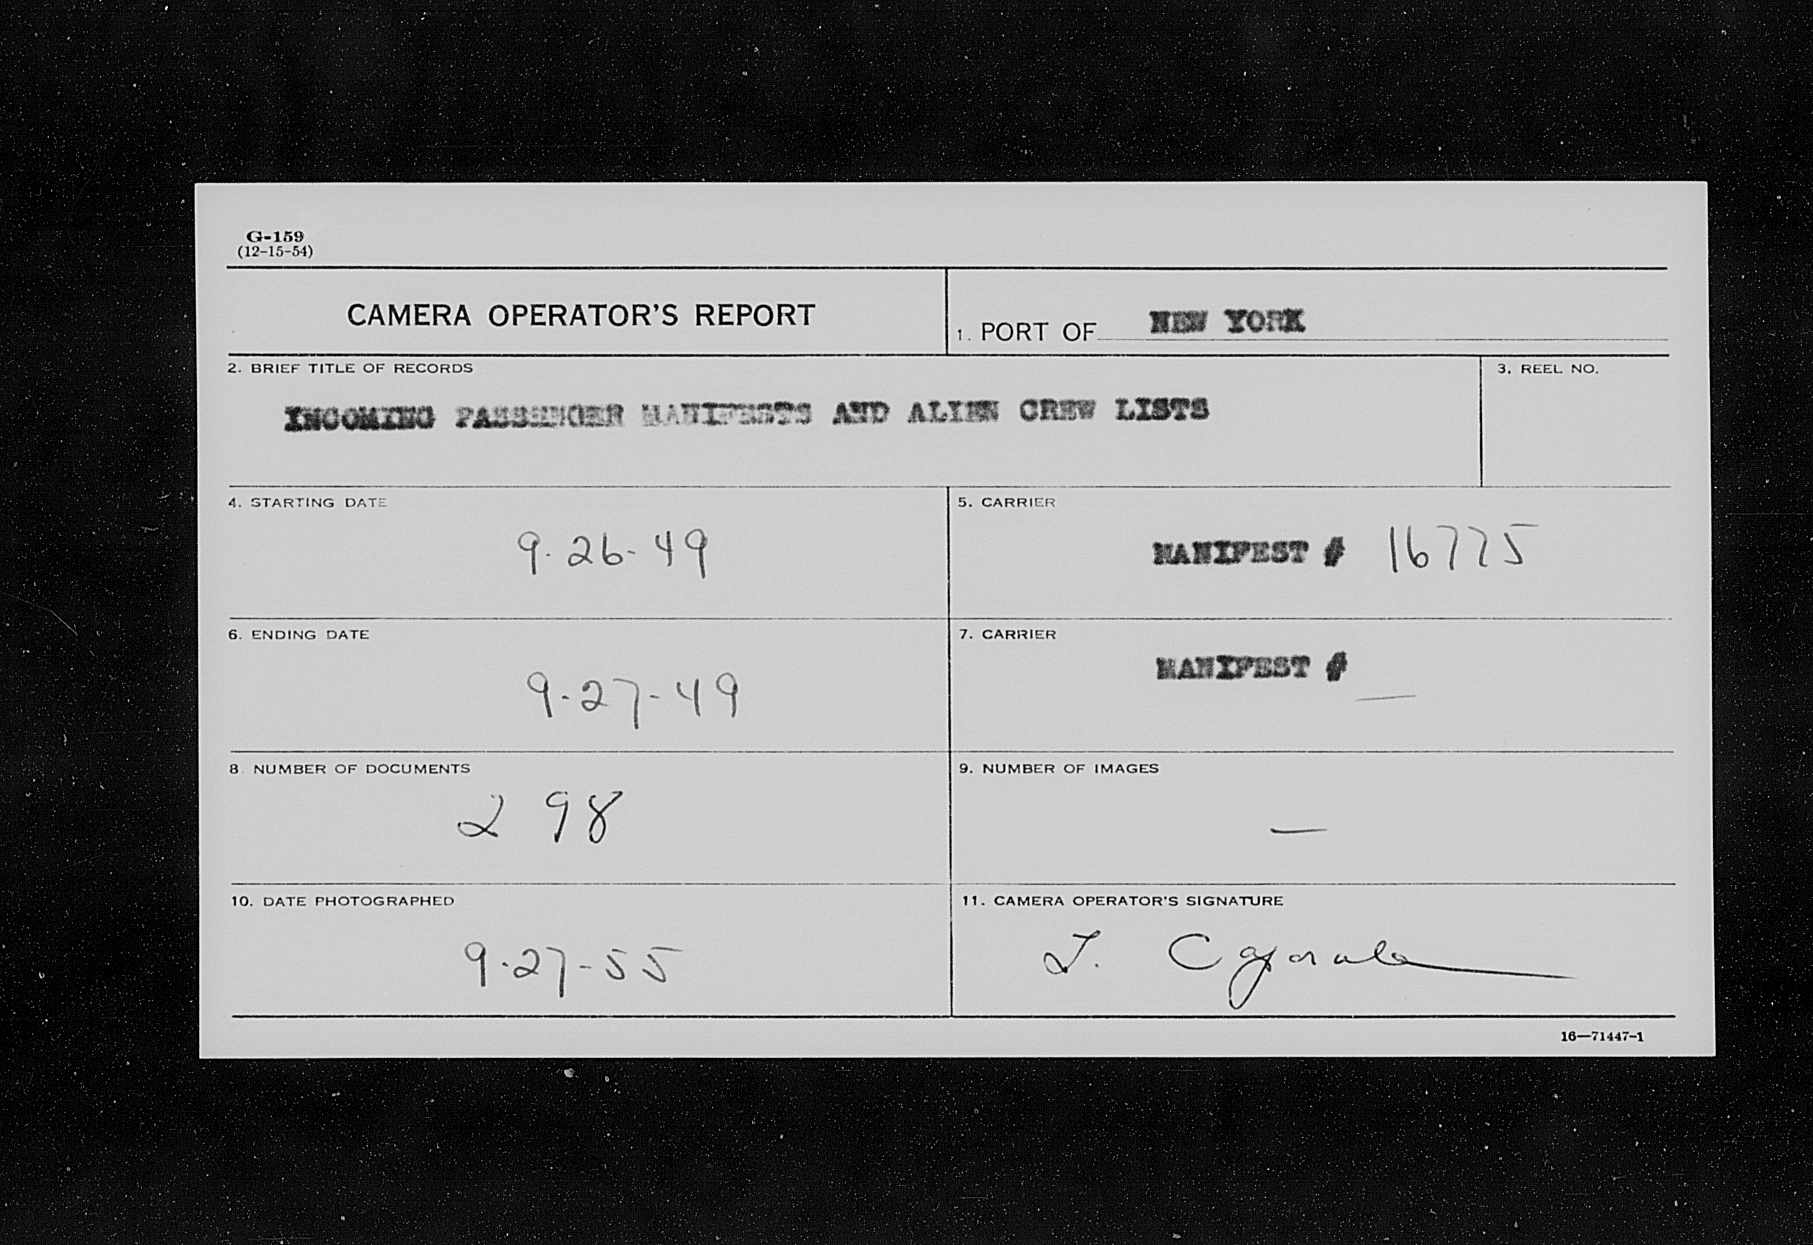 G-159
(12-15-54)
CAMERA OPERATOR'S REPORT
1. PORT OF NEW YORK
2. BRIEF TITLE OF RECORDS
3. REEL NO.
INCOMING PASSENGER MANIFESTS AND ALIEN CREW LISTS
4. STARTING DATE
9-26-49
5. CARRIER
MANIFEST # 16775
6. ENDING DATE
9-27-49
7. CARRIER
MANIFEST # —
8. NUMBER OF DOCUMENTS
298
9. NUMBER OF IMAGES
—
10. DATE PHOTOGRAPHED
9-27-55
11. CAMERA OPERATOR'S SIGNATURE
16—71447-1